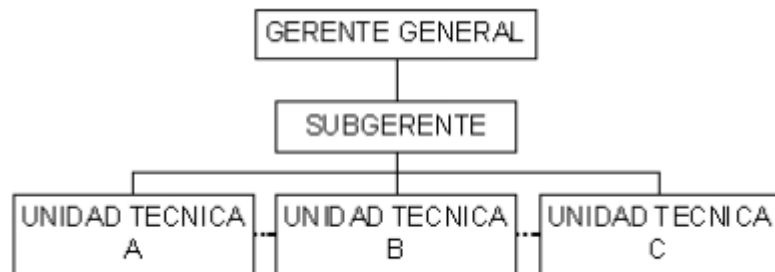 GERENTE GENERAL
SUBGERENTE
UNIDAD TECNICA
A
UNIDAD TECNICA
B
UNIDAD TECNICA
C